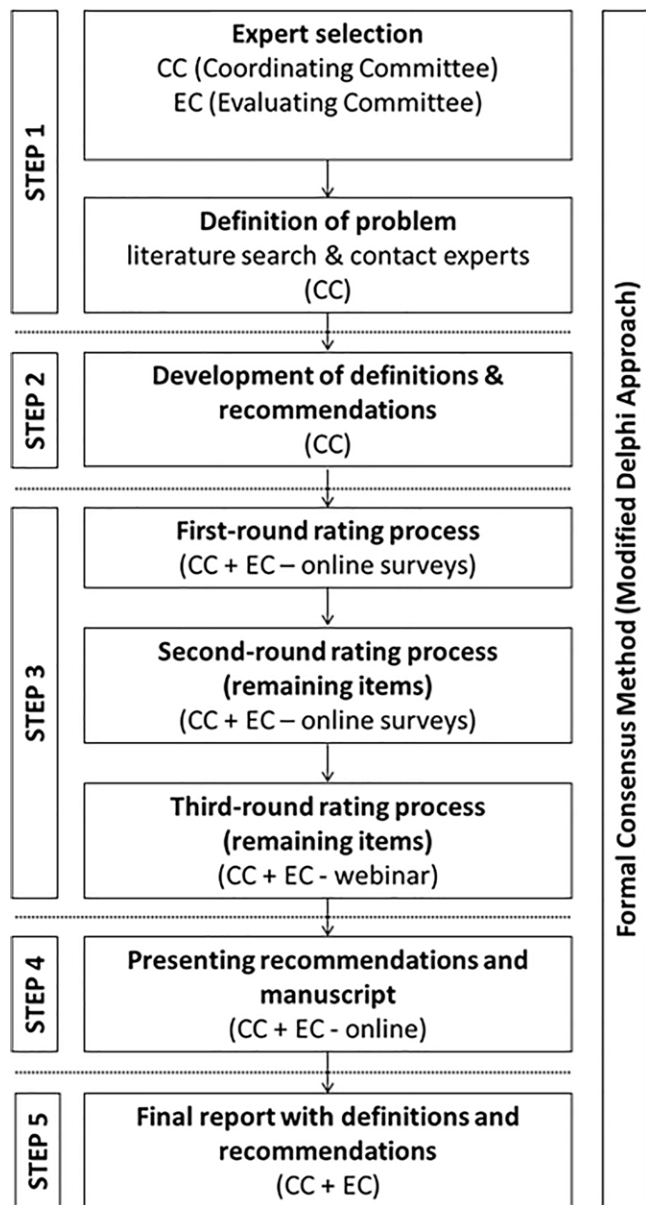 STEP 1
Expert selection
CC (Coordinating Committee)
EC (Evaluating Committee)
Definition of problem
literature search & contact experts
(CC)
STEP 2
Development of definitions &
recommendations
(CC)
STEP 3
First-round rating process
(CC + EC – online surveys)
Second-round rating process
(remaining items)
(CC + EC – online surveys)
Third-round rating process
(remaining items)
(CC + EC - webinar)
STEP 4
Presenting recommendations and
manuscript
(CC + EC - online)
STEP 5
Final report with definitions and
recommendations
(CC + EC)
Formal Consensus Method (Modified Delphi Approach)